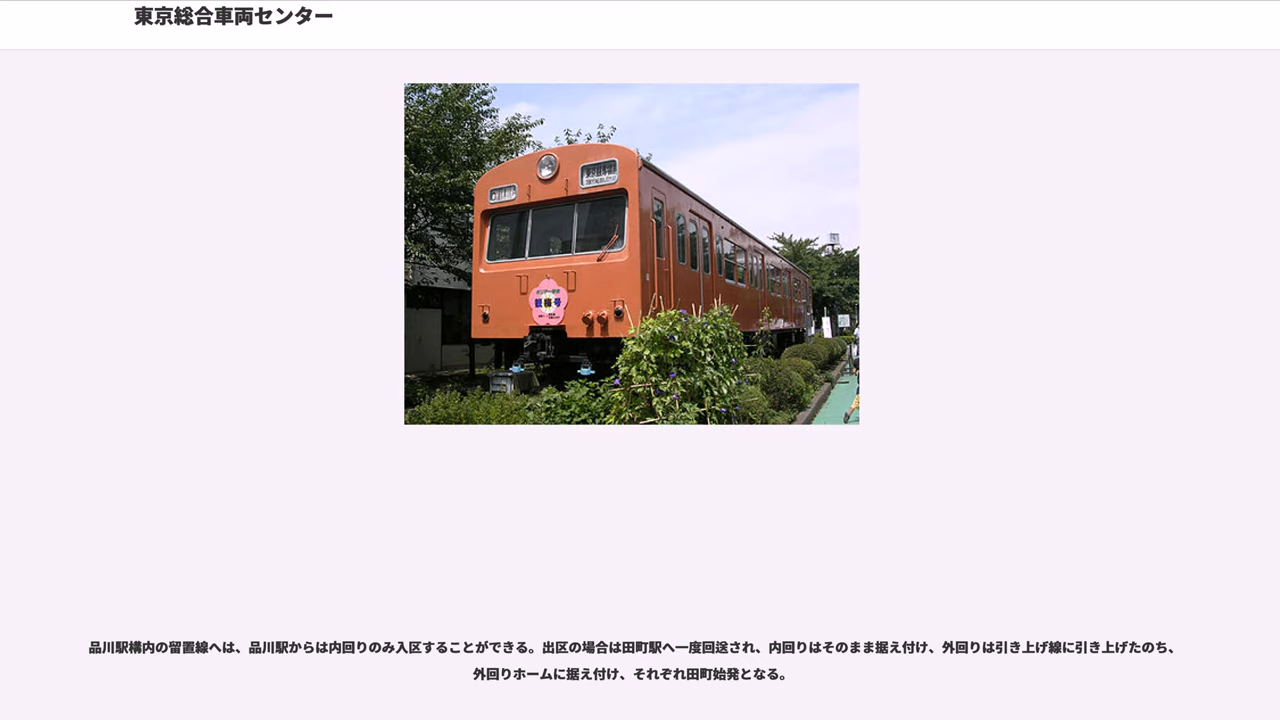 東京総合車両センター
観梅号
品川駅構内の留置線へは、品川駅からは内回りのみ入区することができる。出区の場合は田町駅へ一度回送され、内回りはそのまま据え付け、外回りは引き上げ線に引き上げたのち、
外回りホームに据え付け、それぞれ田町始発となる。